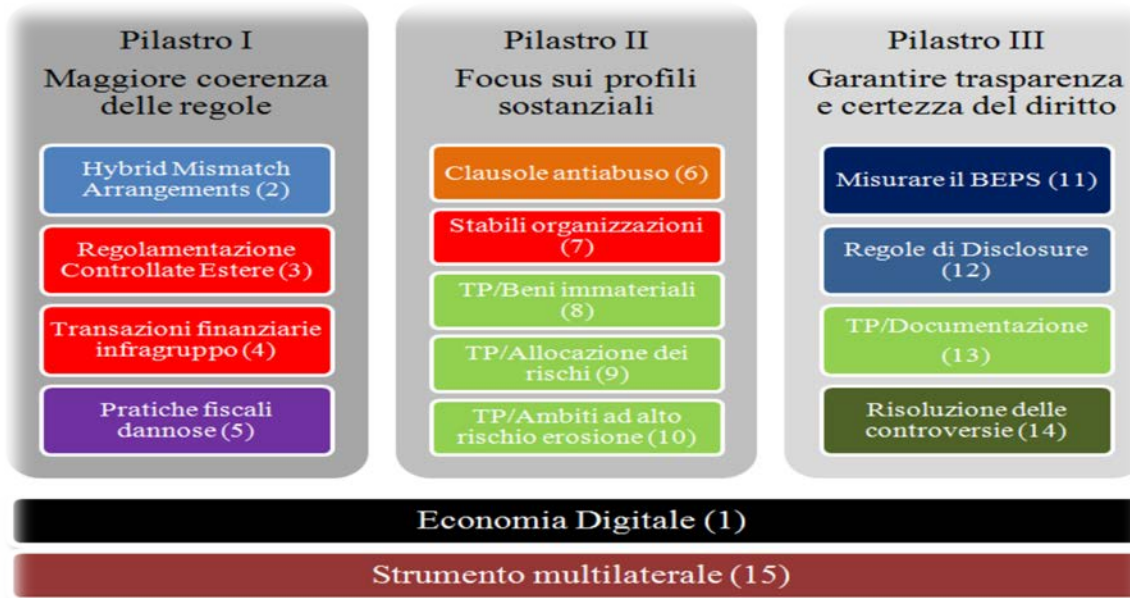 Pilastro I
Maggiore coerenza
delle regole
Hybrid Mismatch
Arrangements (2)
Regolamentazione
Controllate Estere (3)
Transazioni finanziarie
infragruppo (4)
Pratiche fiscali
dannose (5)
Pilastro II
Focus sui profili
sostanziali
Clausole antiabuso (6)
Stabili organizzazioni
(7)
TP/Beni immateriali
(8)
TP/Allocazione dei
rischi (9)
TP/Ambiti ad alto
rischio erosione (10)
Pilastro III
Garantire trasparenza
e certezza del diritto
Misurare il BEPS (11)
Regole di Disclosure
(12)
TP/Documentazione
(13)
Risoluzione delle
controversie (14)
Economia Digitale (1)
Strumento multilaterale (15)